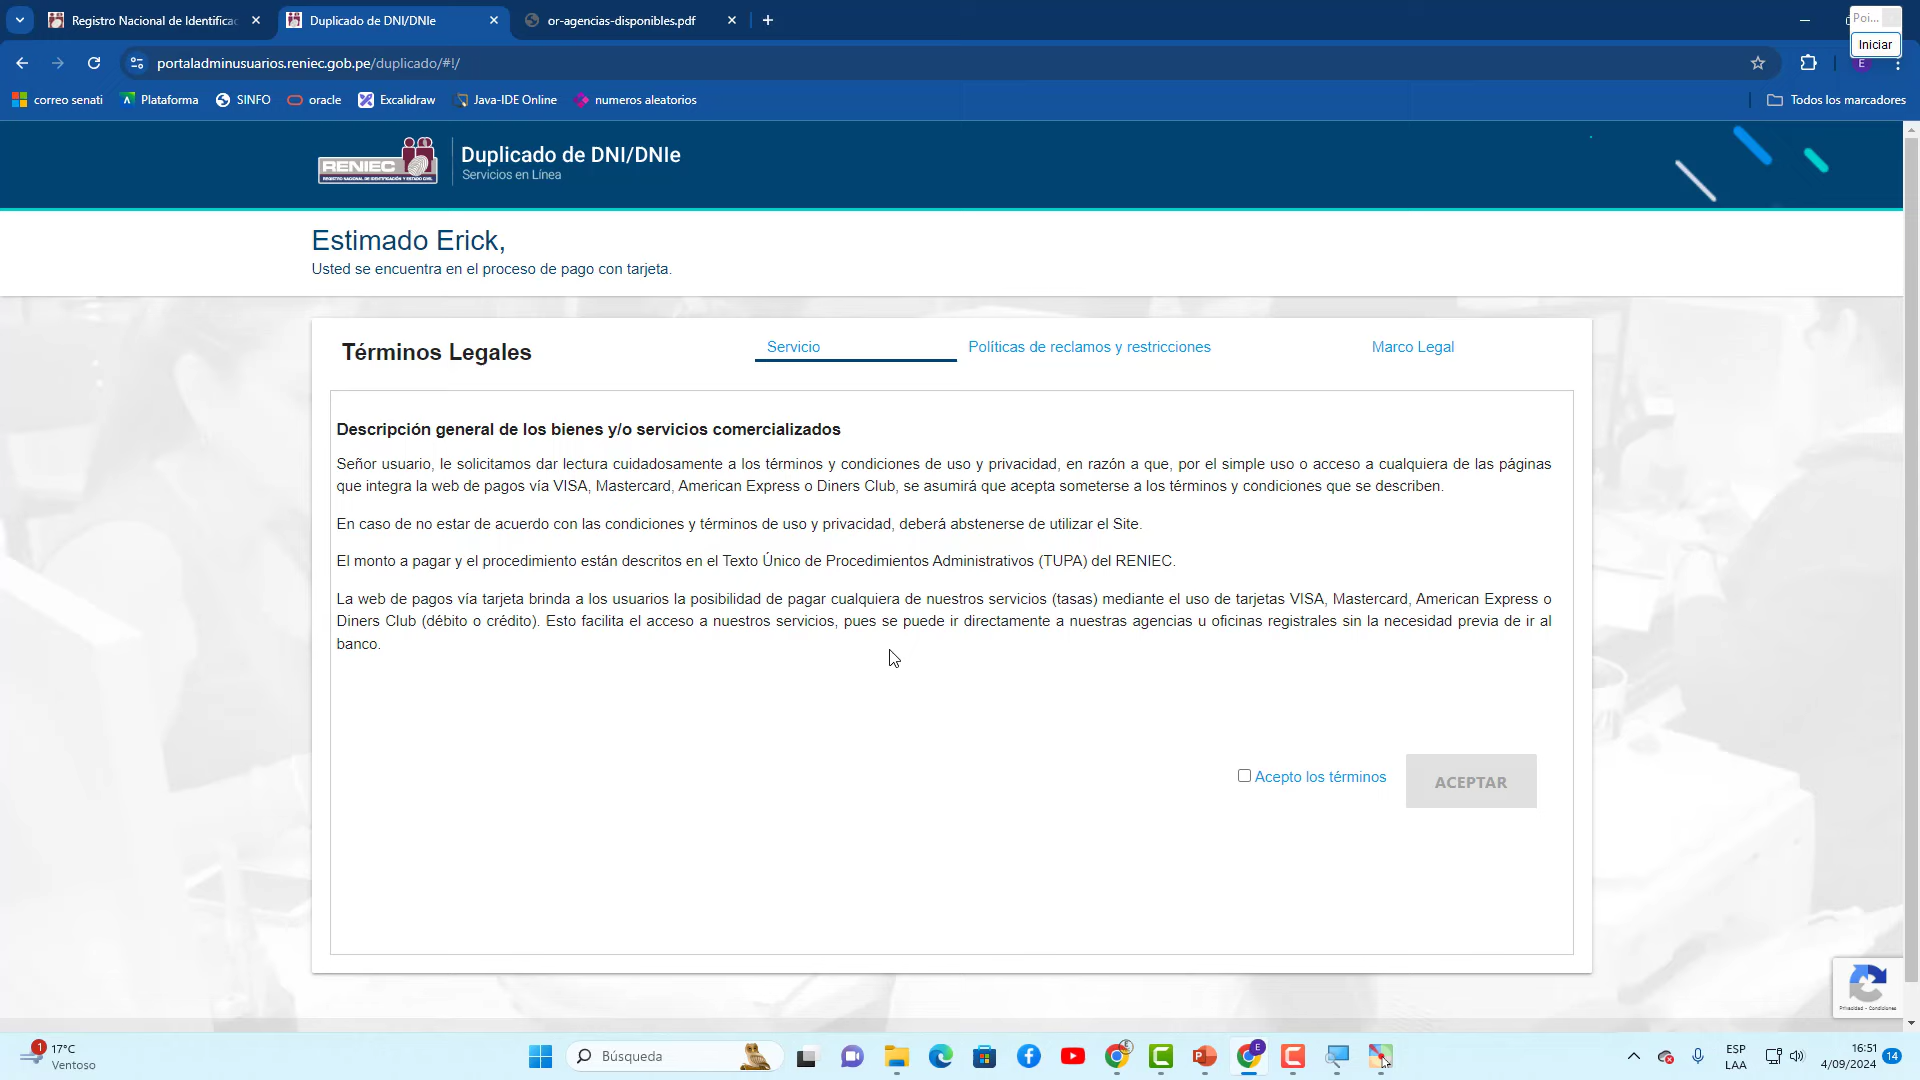 Registro Nacional de Identificac
Duplicado de DNI/DNIe
or-agencias-disponibles.pdf
Poi...
Iniciar
portaladminusuarios.reniec.gob.pe/duplicado/#!/
E
correo senati
Plataforma
SINFO
oracle
Excalidraw
Java-IDE Online
numeros aleatorios
Todos los marcadores
RENIEC
REGISTRO NACIONAL DE IDENTIFICACIÓN Y ESTADO CIVIL
Duplicado de DNI/DNIe
Servicios en Línea
Estimado Erick,
Usted se encuentra en el proceso de pago con tarjeta.
Términos Legales
Servicio
Políticas de reclamos y restricciones
Marco Legal
Descripción general de los bienes y/o servicios comercializados
Señor usuario, le solicitamos dar lectura cuidadosamente a los términos y condiciones de uso y privacidad, en razón a que, por el simple uso o acceso a cualquiera de las páginas
que integra la web de pagos vía VISA, Mastercard, American Express o Diners Club, se asumirá que acepta someterse a los términos y condiciones que se describen.
En caso de no estar de acuerdo con las condiciones y términos de uso y privacidad, deberá abstenerse de utilizar el Site.
El monto a pagar y el procedimiento están descritos en el Texto Único de Procedimientos Administrativos (TUPA) del RENIEC.
La web de pagos vía tarjeta brinda a los usuarios la posibilidad de pagar cualquiera de nuestros servicios (tasas) mediante el uso de tarjetas VISA, Mastercard, American Express o
Diners Club (débito o crédito). Esto facilita el acceso a nuestros servicios, pues se puede ir directamente a nuestras agencias u oficinas registrales sin la necesidad previa de ir al
banco.
Acepto los términos
ACEPTAR
Privacidad - Condiciones
1
17°C
Ventoso
Búsqueda
E
E
ESP
LAA
16:51
4/09/2024
14